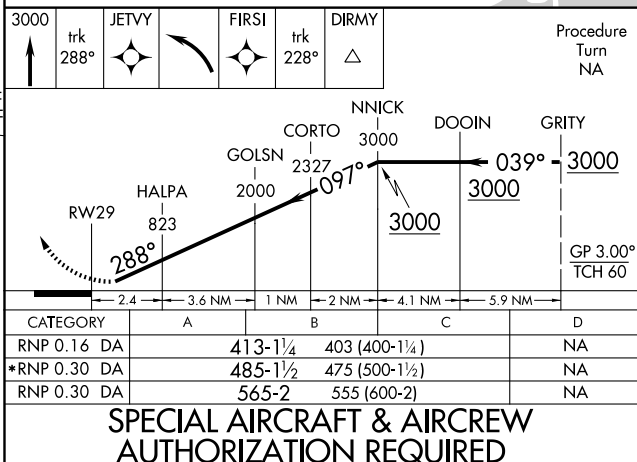 3000 trk 288° JETVY FIRSI trk 228° DIRMY
Procedure Turn NA
NNICK 3000
DOOIN
GRITY
CORTO 2327
GOLSN 2000
HALPA 823
RW29
097°
039°
3000
3000
3000
288°
GP 3.00°
TCH 60
2.4 3.6 NM 1 NM 2 NM 4.1 NM 5.9 NM
CATEGORY A B C D
RNP 0.16 DA 413-1¼ 403 (400-1¼) NA
*RNP 0.30 DA 485-1½ 475 (500-1½) NA
RNP 0.30 DA 565-2 555 (600-2) NA
SPECIAL AIRCRAFT & AIRCREW
AUTHORIZATION REQUIRED